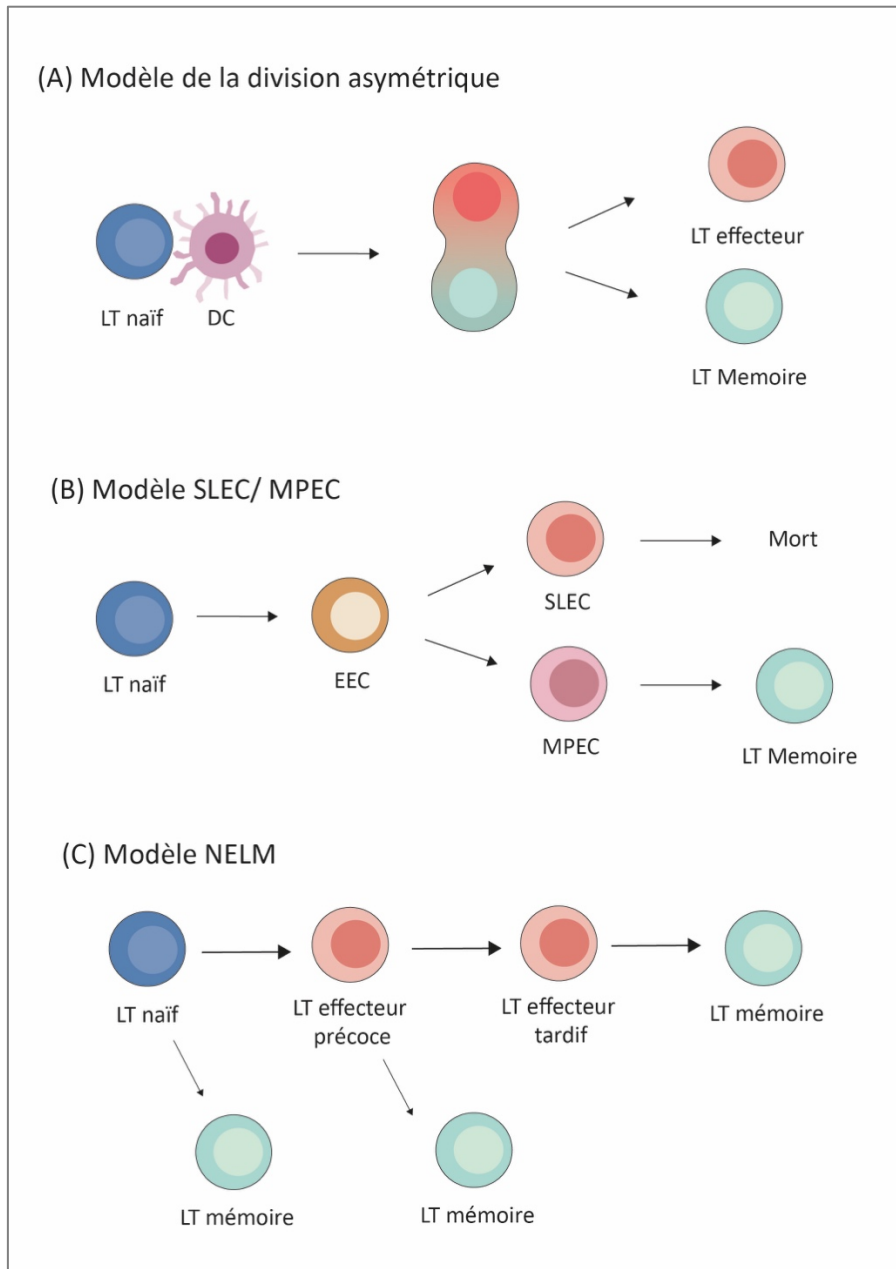 (A) Modèle de la division asymétrique
LT naïf
DC
LT effecteur
LT Memoire
(B) Modèle SLEC/ MPEC
LT naïf
EEC
SLEC
Mort
MPEC
LT Memoire
(C) Modèle NELM
LT naïf
LT effecteur
précoce
LT effecteur
tardif
LT mémoire
LT mémoire
LT mémoire